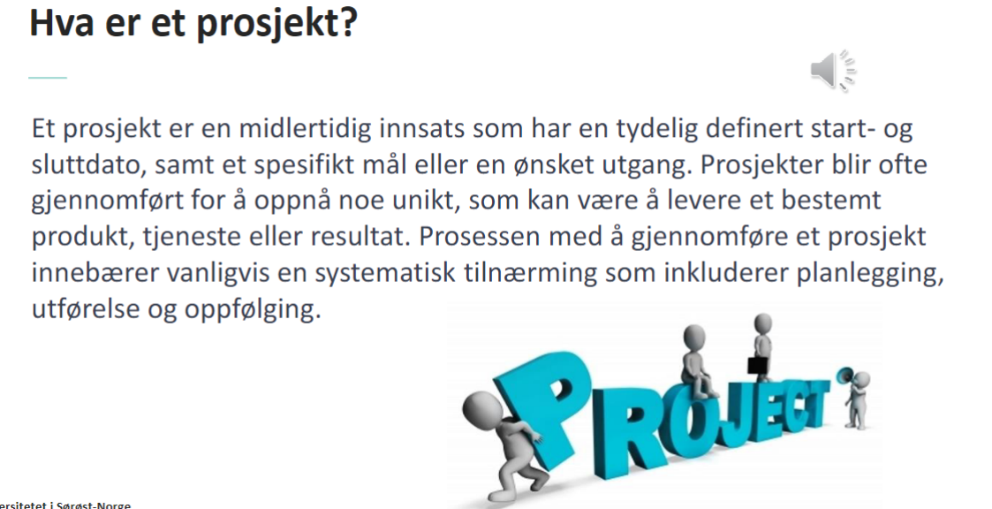 Hva er et prosjekt?
Et prosjekt er en midlertidig innsats som har en tydelig definert start- og
sluttdato, samt et spesifikt mål eller en ønsket utgang. Prosjekter blir ofte
gjennomført for å oppnå noe unikt, som kan være å levere et bestemt
produkt, tjeneste eller resultat. Prosessen med å gjennomføre et prosjekt
innebærer vanligvis en systematisk tilnærming som inkluderer planlegging,
utførelse og oppfølging.
PROJECT
ersitetet i Sørøst-Norge